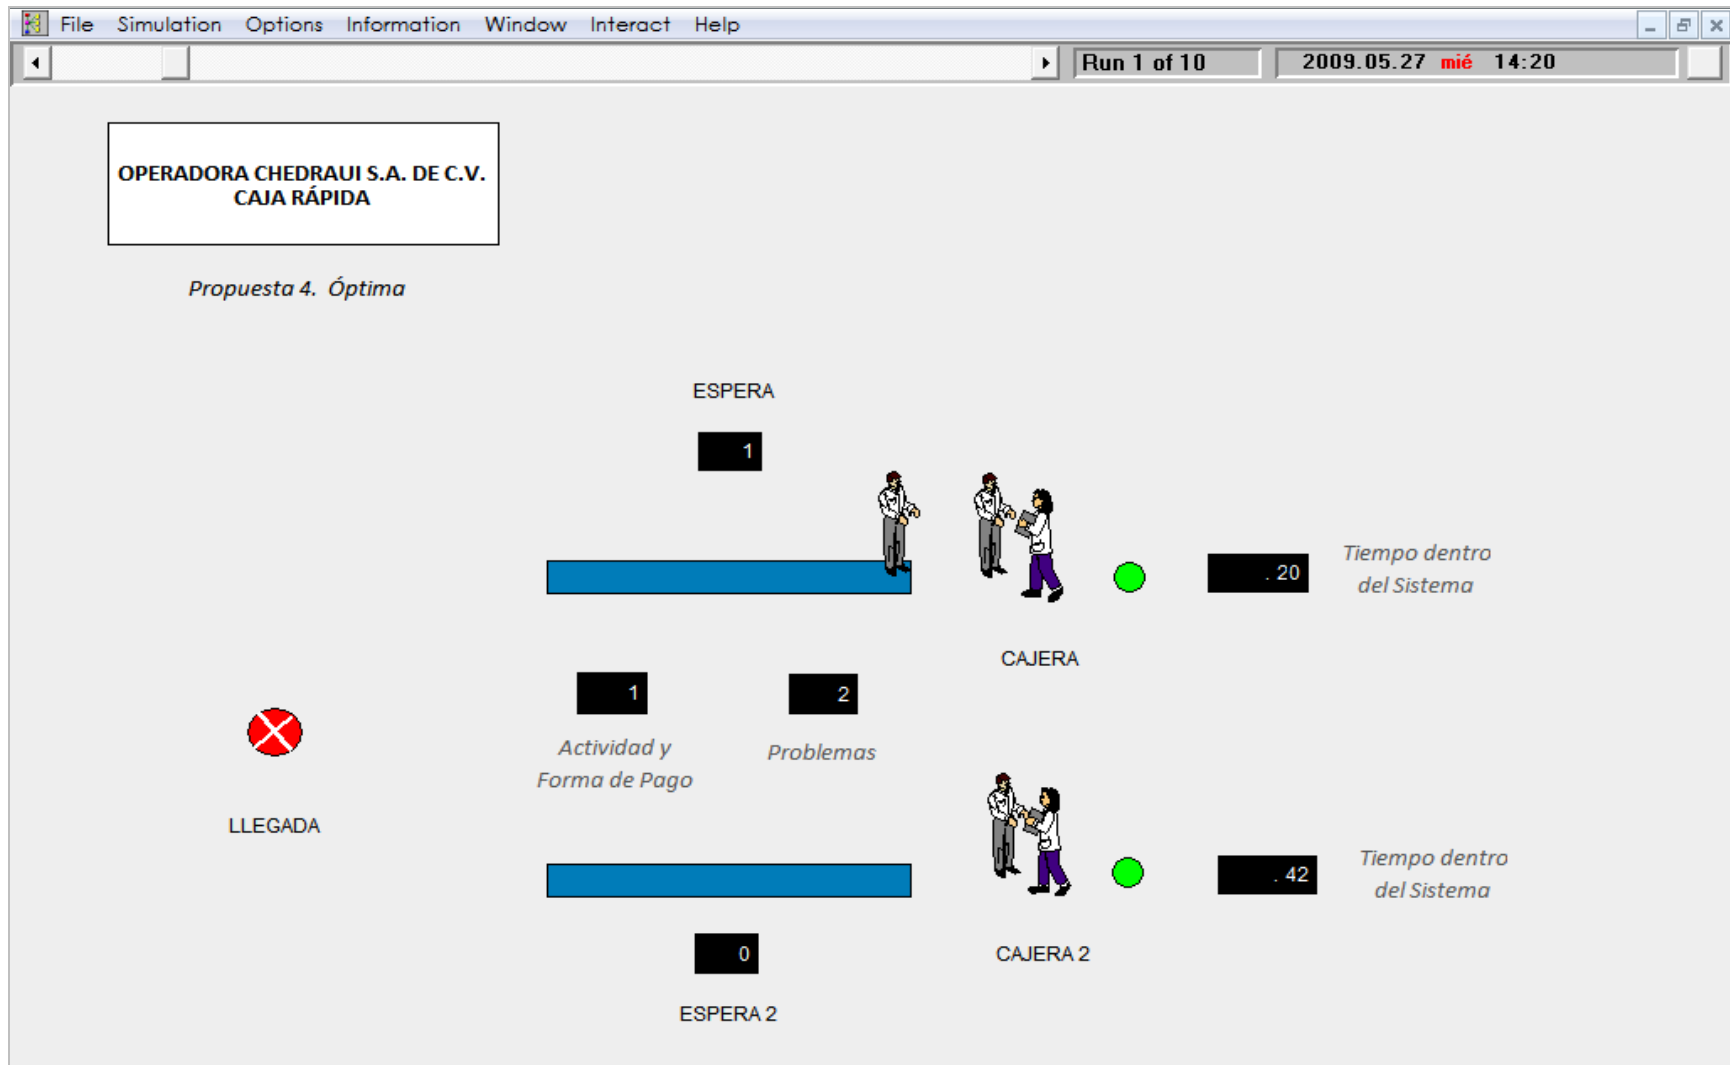 File Simulation Options Information Window Interact Help
Run 1 of 10 2009.05.27 mié 14:20
OPERADORA CHEDRAUI S.A. DE C.V.
CAJA RÁPIDA
Propuesta 4. Óptima
ESPERA
1
. 20
Tiempo dentro
del Sistema
CAJERA
1
2
Actividad y
Forma de Pago
Problemas
LLEGADA
. 42
Tiempo dentro
del Sistema
0
CAJERA 2
ESPERA 2